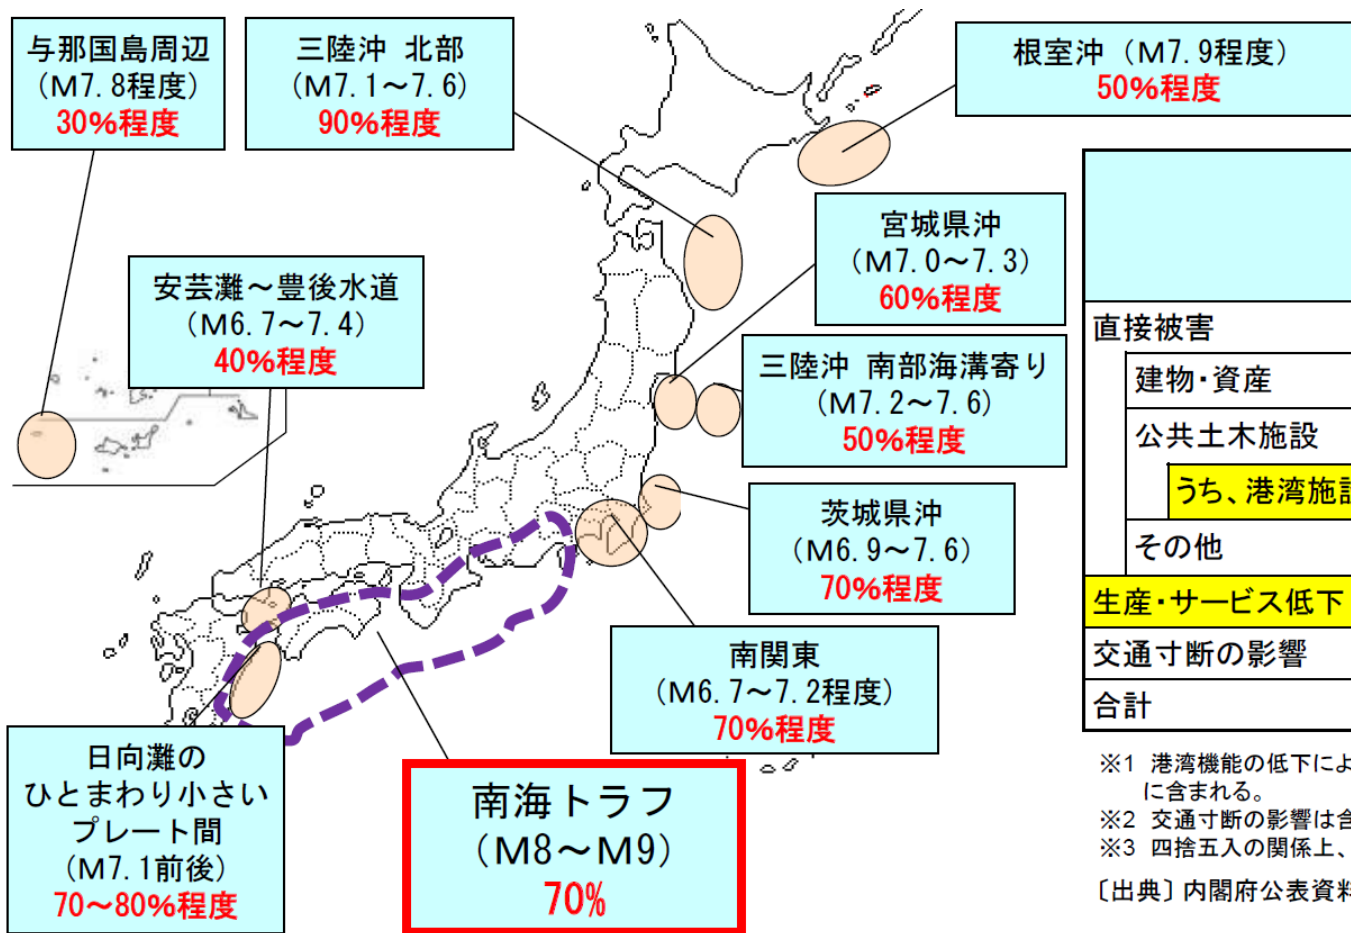 与那国島周辺
(M7.8程度)
30%程度
三陸沖 北部
(M7.1～7.6)
90%程度
根室沖 (M7.9程度)
50%程度
宮城県沖
(M7.0～7.3)
60%程度
安芸灘～豊後水道
(M6.7～7.4)
40%程度
三陸沖 南部海溝寄り
(M7.2～7.6)
50%程度
茨城県沖
(M6.9～7.6)
70%程度
南関東
(M6.7～7.2程度)
70%程度
日向灘の
ひとまわり小さい
プレート間
(M7.1前後)
70～80%程度
南海トラフ
(M8～M9)
70%
直接被害
建物・資産
公共土木施設
うち、港湾施設
その他
生産・サービス低下
交通寸断の影響
合計
※1 港湾機能の低下によ
に含まれる。
※2 交通寸断の影響は含
※3 四捨五入の関係上、
〔出典〕内閣府公表資料